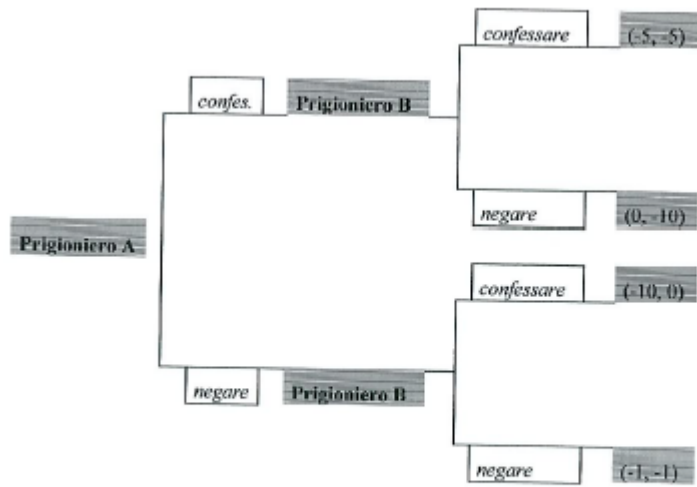 confessare
(-5, -5)
confes.
Prigioniero B
negare
(0, -10)
Prigioniero A
confessare
(-10, 0)
negare
Prigioniero B
negare
(-1, -1)